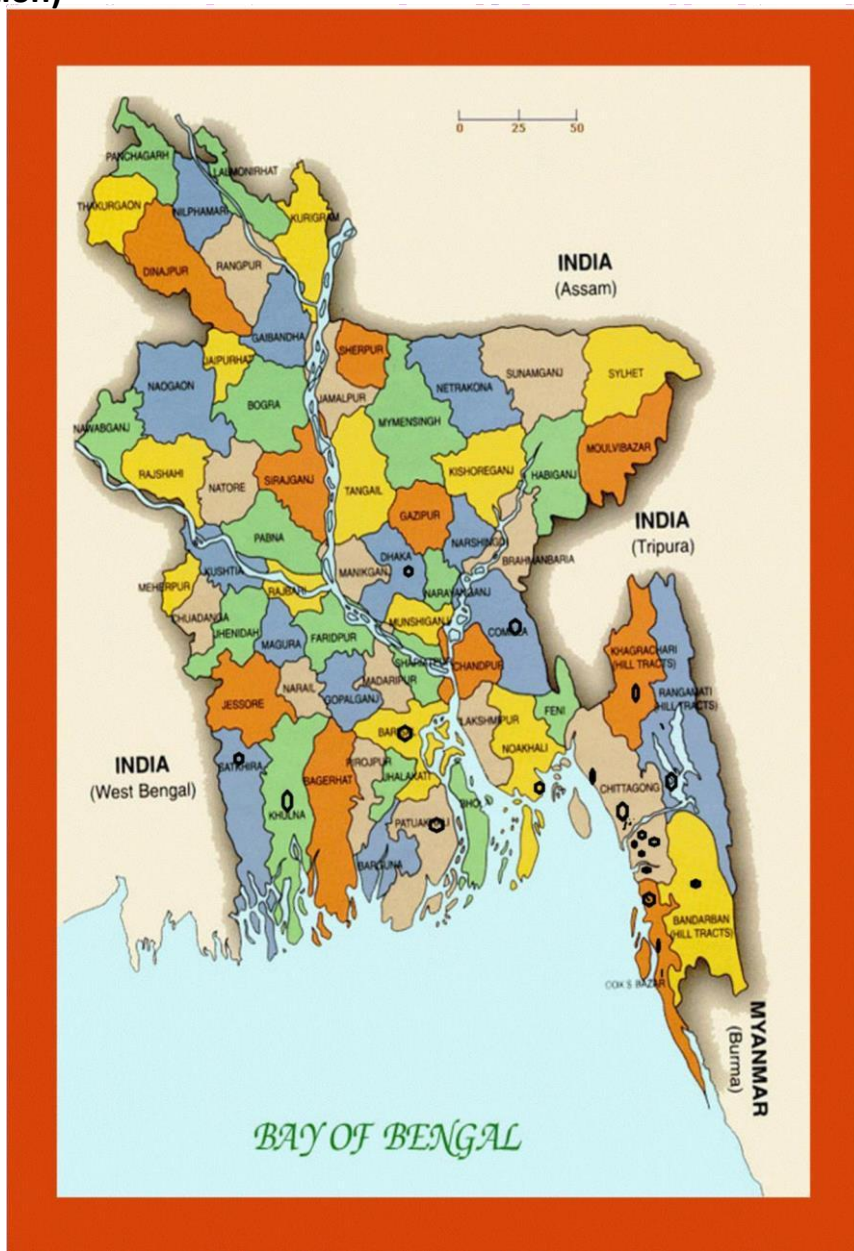 0 25 50
PANCHAGARH
LALMONIRHAT
THAKURGAON
NILPHAMARI
KURIGRAM
DINAJPUR
RANGPUR
INDIA
(Assam)
GAIBANDHA
JAIPURHAT
SHERPUR
NAOGAON
NETRAKONA
SUNAMGANJ
SYLHET
BOGRA
JAMALPUR
MYMENSINGH
NAWABGANJ
MOULVIBAZAR
RAJSHAHI
NATORE
SIRAJGANJ
TANGAIL
KISHOREGANJ
HABIGANJ
GAZIPUR
INDIA
(Tripura)
PABNA
DHAKA
NARSHINGDI
BRAHMANBARIA
KUSHTIA
MANIKGANJ
MEHERPUR
RAJBARI
NARAYANGANJ
CHUADANGA
JHENIDAH
MAGURA
FARIDPUR
MUNSHIGANJ
COMILLA
KHAGRACHARI
(HILL TRACTS)
CHANDPUR
MADARIPUR
JESSORE
NARAIL
GOPALGANJ
RANGAMATI
(HILL TRACTS)
LAKSHMIPUR
FENI
NOAKHALI
INDIA
(West Bengal)
SATKHIRA
PIROJPUR
BAGERHAT
JHALAKATI
CHITTAGONG
KHULNA
BHOLA
BARGUNA
BANDARBAN
(HILL TRACTS)
COX'S BAZAR
MYANMAR
(Burma)
BAY OF BENGAL